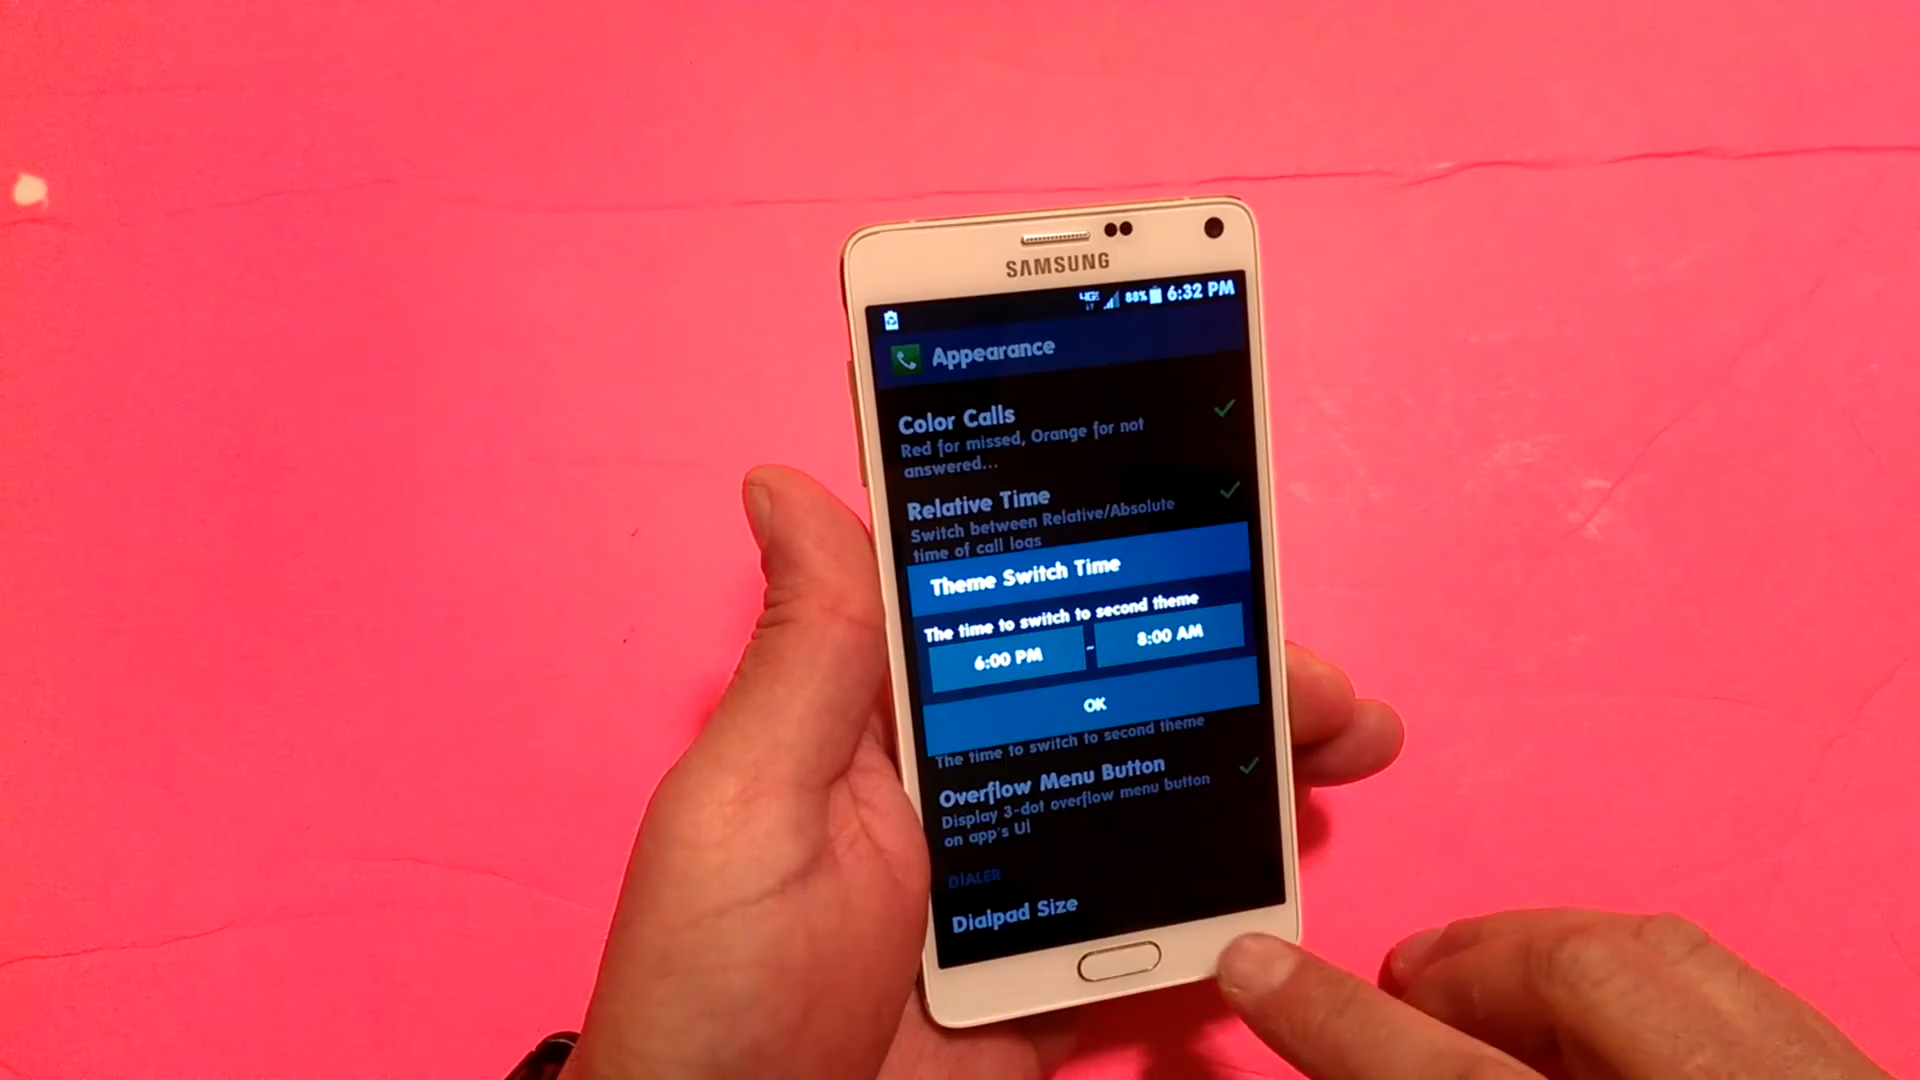 SAMSUNG
4G 88% 6:32 PM
Appearance
Color Calls
Red for missed, Orange for not
answered...
Relative Time
Switch between Relative/Absolute
time of call logs
Theme Switch Time
The time to switch to second theme
6:00 PM - 8:00 AM
OK
The time to switch to second theme
Overflow Menu Button
Display 3-dot overflow menu button
on app's UI
DIALER
Dialpad Size